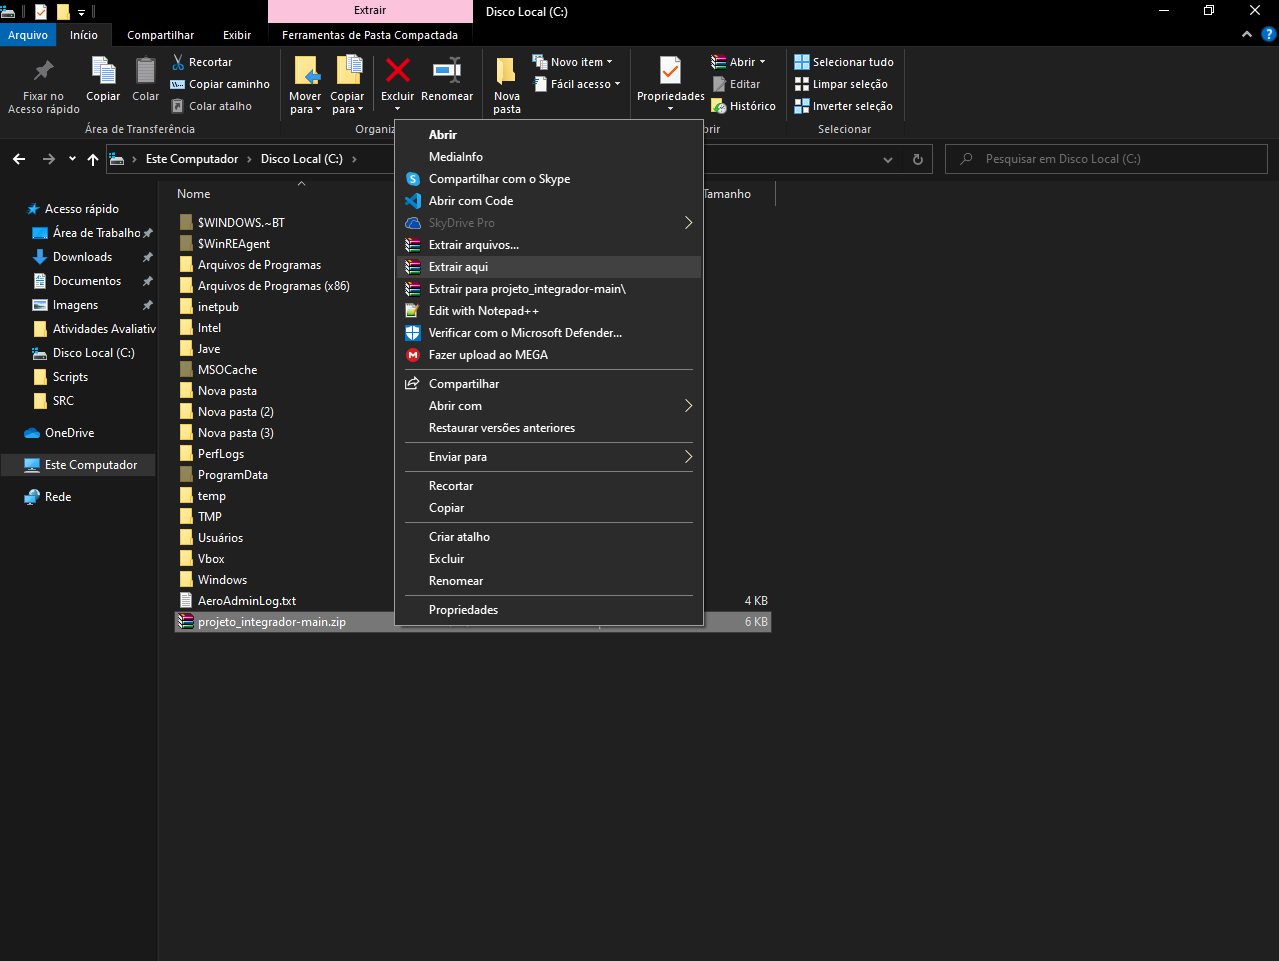 Extrair
Disco Local (C:)
Arquivo
Início
Compartilhar
Exibir
Ferramentas de Pasta Compactada
Fixar no
Acesso rápido
Copiar
Colar
Recortar
Copiar caminho
Colar atalho
Área de Transferência
Mover
para
Copiar
para
Excluir
Renomear
Organiz
Nova
pasta
Novo item
Fácil acesso
Propriedades
Abrir
Editar
Histórico
rir
Selecionar tudo
Limpar seleção
Inverter seleção
Selecionar
Este Computador
Disco Local (C:)
Pesquisar em Disco Local (C:)
Acesso rápido
Área de Trabalho
Downloads
Documentos
Imagens
Atividades Avaliativ
Disco Local (C:)
Scripts
SRC
OneDrive
Este Computador
Rede
Nome
Tamanho
$WINDOWS.~BT
$WinREAgent
Arquivos de Programas
Arquivos de Programas (x86)
inetpub
Intel
Jave
MSOCache
Nova pasta
Nova pasta (2)
Nova pasta (3)
PerfLogs
ProgramData
temp
TMP
Usuários
Vbox
Windows
AeroAdminLog.txt
4 KB
projeto_integrador-main.zip
6 KB
Abrir
MediaInfo
Compartilhar com o Skype
Abrir com Code
SkyDrive Pro
Extrair arquivos...
Extrair aqui
Extrair para projeto_integrador-main\
Edit with Notepad++
Verificar com o Microsoft Defender...
Fazer upload ao MEGA
Compartilhar
Abrir com
Restaurar versões anteriores
Enviar para
Recortar
Copiar
Criar atalho
Excluir
Renomear
Propriedades